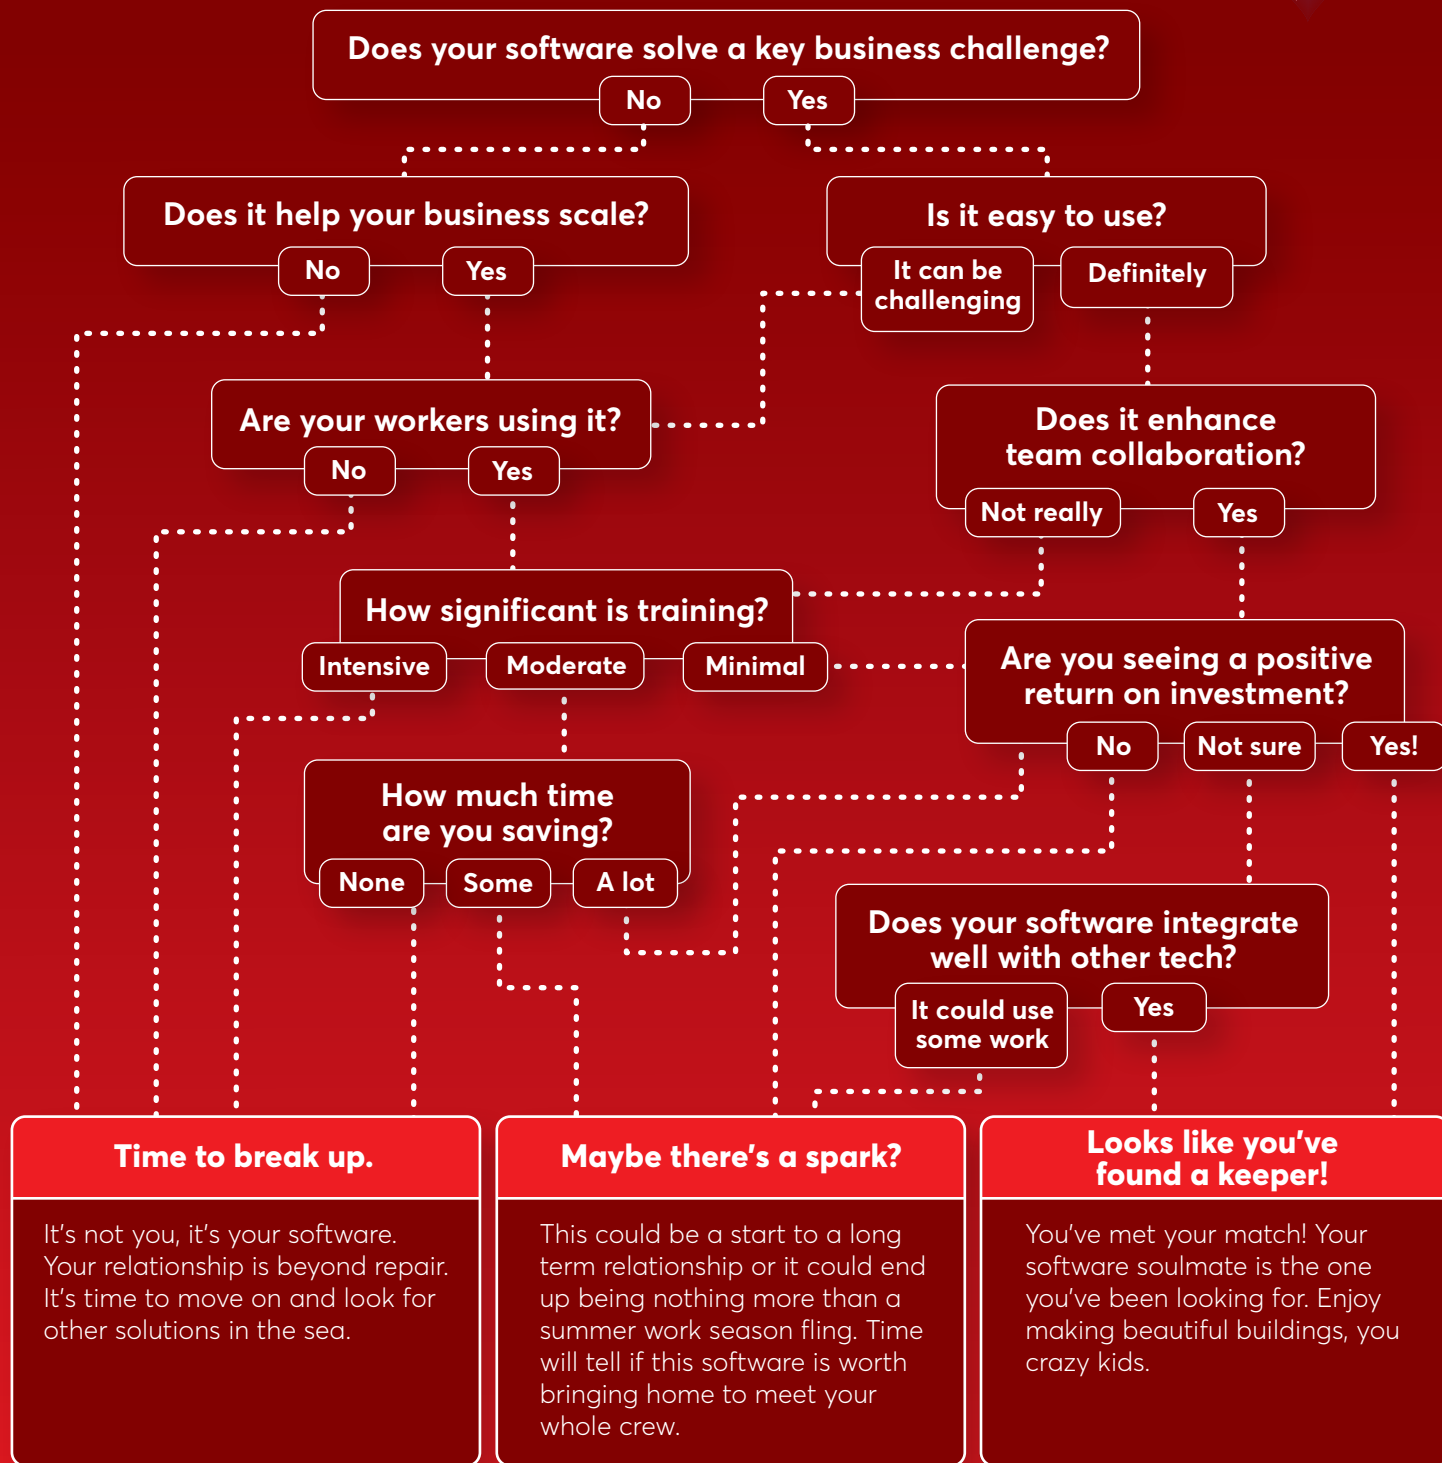 Does your software solve a key business challenge?
No
Yes
Does it help your business scale?
No
Yes
Is it easy to use?
It can be
challenging
Definitely
Are your workers using it?
No
Yes
Does it enhance
team collaboration?
Not really
Yes
How significant is training?
Intensive
Moderate
Minimal
Are you seeing a positive
return on investment?
No
Not sure
Yes!
How much time
are you saving?
None
Some
A lot
Does your software integrate
well with other tech?
It could use
some work
Yes
Time to break up.
It's not you, it's your software.
Your relationship is beyond repair.
It's time to move on and look for
other solutions in the sea.
Maybe there's a spark?
This could be a start to a long
term relationship or it could end
up being nothing more than a
summer work season fling. Time
will tell if this software is worth
bringing home to meet your
whole crew.
Looks like you've
found a keeper!
You've met your match! Your
software soulmate is the one
you've been looking for. Enjoy
making beautiful buildings, you
crazy kids.